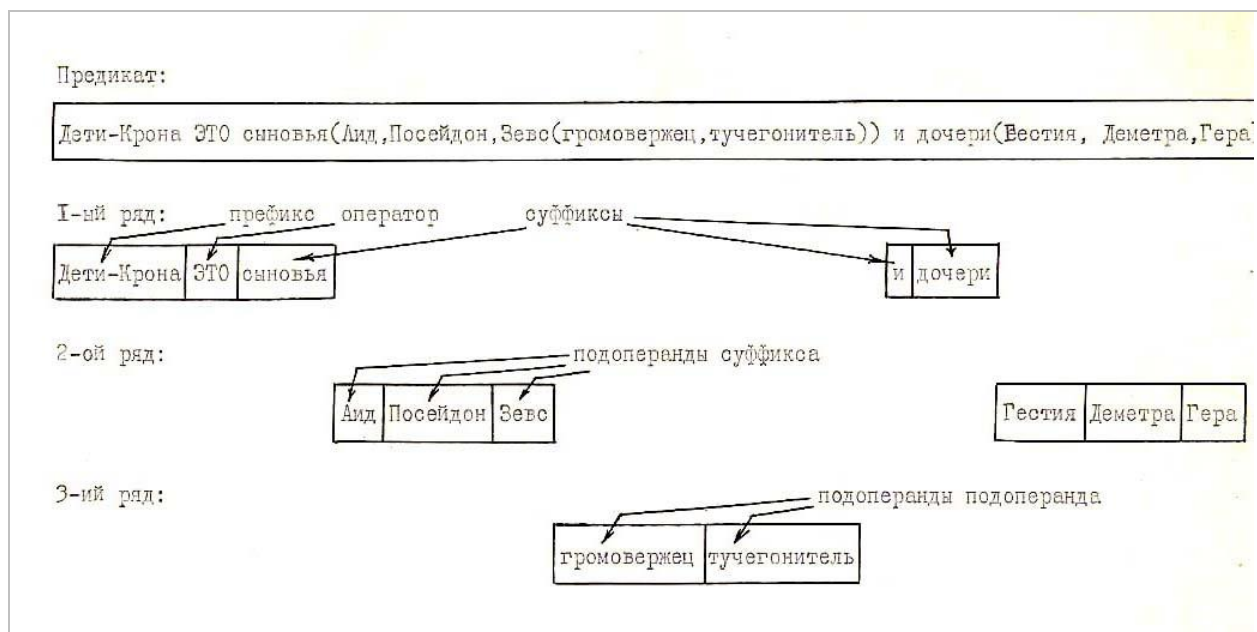 Предикат:
Дети-Крона ЭТО сыновья(Аид,Посейдон,Зевс(громовержец,тучегонитель)) и дочери(Гестия, Деметра,Гера)
I-ый ряд: префикс оператор суффиксы
Дети-Крона ЭТО сыновья и дочери
2-ой ряд: подоперанды суффикса
Аид Посейдон Зевс Гестия Деметра Гера
3-ий ряд: подоперанды подоперанда
громовержец тучегонитель